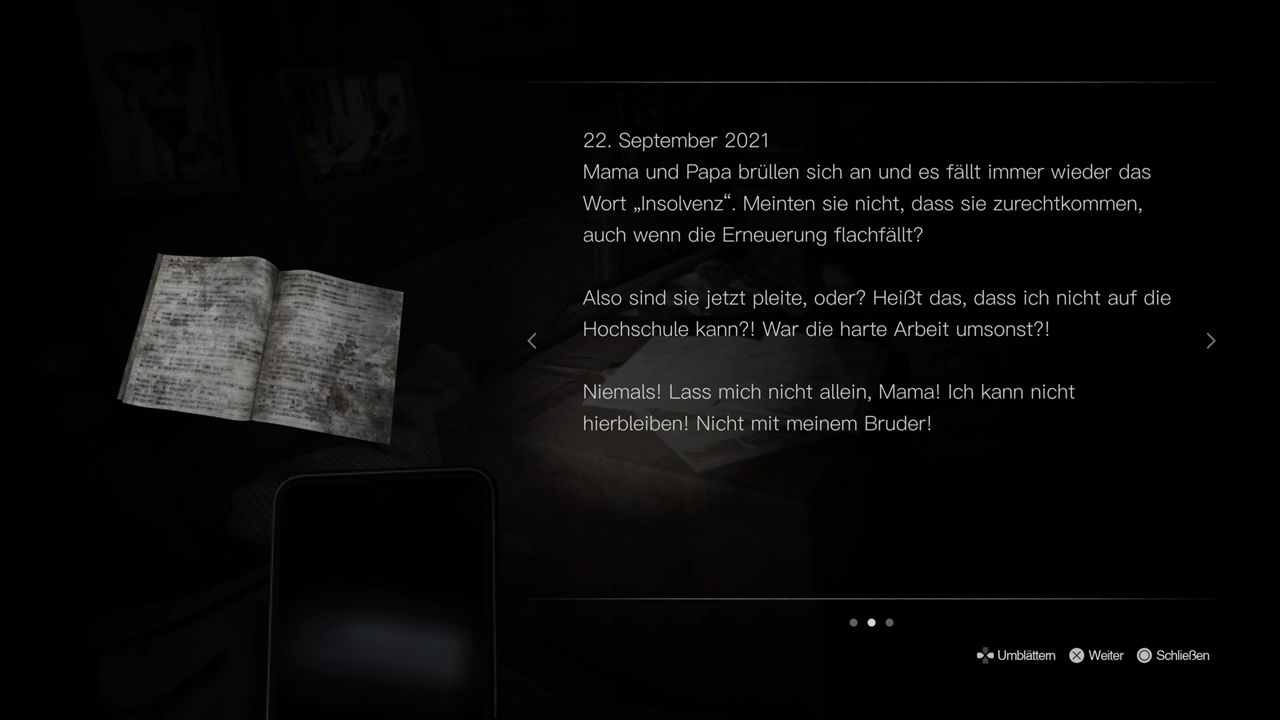 22. September 2021
Mama und Papa brüllen sich an und es fällt immer wieder das
Wort „Insolvenz“. Meinten sie nicht, dass sie zurechtkommen,
auch wenn die Erneuerung flachfällt?
Also sind sie jetzt pleite, oder? Heißt das, dass ich nicht auf die
Hochschule kann?! War die harte Arbeit umsonst?!
Niemals! Lass mich nicht allein, Mama! Ich kann nicht
hierbleiben! Nicht mit meinem Bruder!
Umblättern Weiter Schließen